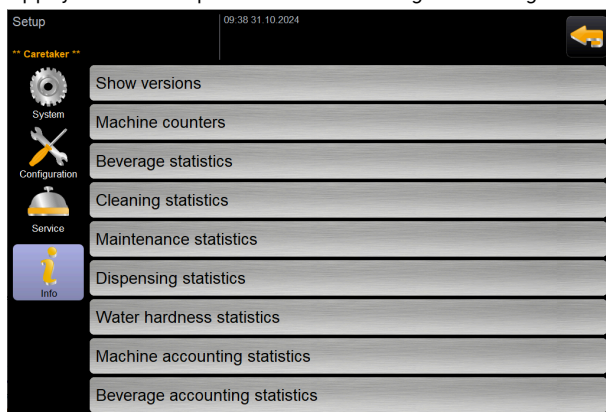 Setup
09:38 31.10.2024
** Caretaker **
System
Configuration
Service
Info
Show versions
Machine counters
Beverage statistics
Cleaning statistics
Maintenance statistics
Dispensing statistics
Water hardness statistics
Machine accounting statistics
Beverage accounting statistics